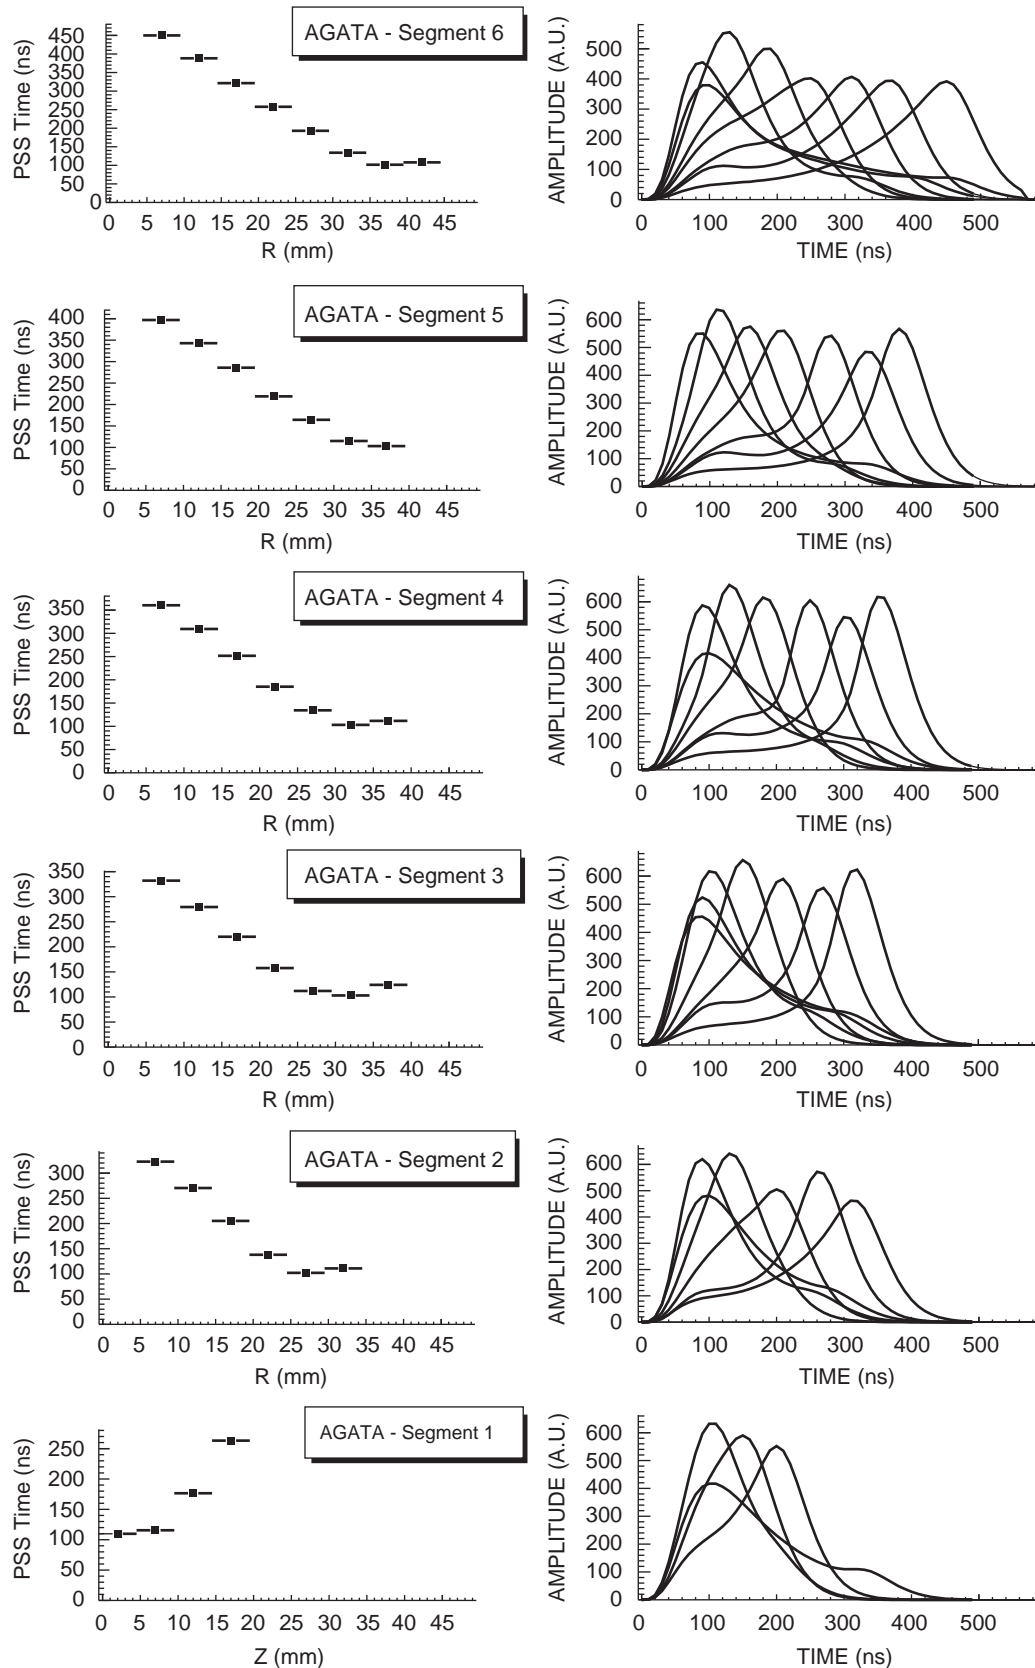 AGATA - Segment 6
PSS Time (ns)
450
400
350
300
250
200
150
100
50
0
0 5 10 15 20 25 30 35 40 45
R (mm)
AMPLITUDE (A.U.)
500
400
300
200
100
0
0 100 200 300 400 500
TIME (ns)
AGATA - Segment 5
PSS Time (ns)
400
350
300
250
200
150
100
50
0
0 5 10 15 20 25 30 35 40 45
R (mm)
AMPLITUDE (A.U.)
600
500
400
300
200
100
0
0 100 200 300 400 500
TIME (ns)
AGATA - Segment 4
PSS Time (ns)
350
300
250
200
150
100
50
0
0 5 10 15 20 25 30 35 40 45
R (mm)
AMPLITUDE (A.U.)
600
500
400
300
200
100
0
0 100 200 300 400 500
TIME (ns)
AGATA - Segment 3
PSS Time (ns)
350
300
250
200
150
100
50
0
0 5 10 15 20 25 30 35 40 45
R (mm)
AMPLITUDE (A.U.)
600
500
400
300
200
100
0
0 100 200 300 400 500
TIME (ns)
AGATA - Segment 2
PSS Time (ns)
300
250
200
150
100
50
0
0 5 10 15 20 25 30 35 40 45
R (mm)
AMPLITUDE (A.U.)
600
500
400
300
200
100
0
0 100 200 300 400 500
TIME (ns)
AGATA - Segment 1
PSS Time (ns)
250
200
150
100
50
0
0 5 10 15 20 25 30 35 40 45
Z (mm)
AMPLITUDE (A.U.)
600
500
400
300
200
100
0
0 100 200 300 400 500
TIME (ns)